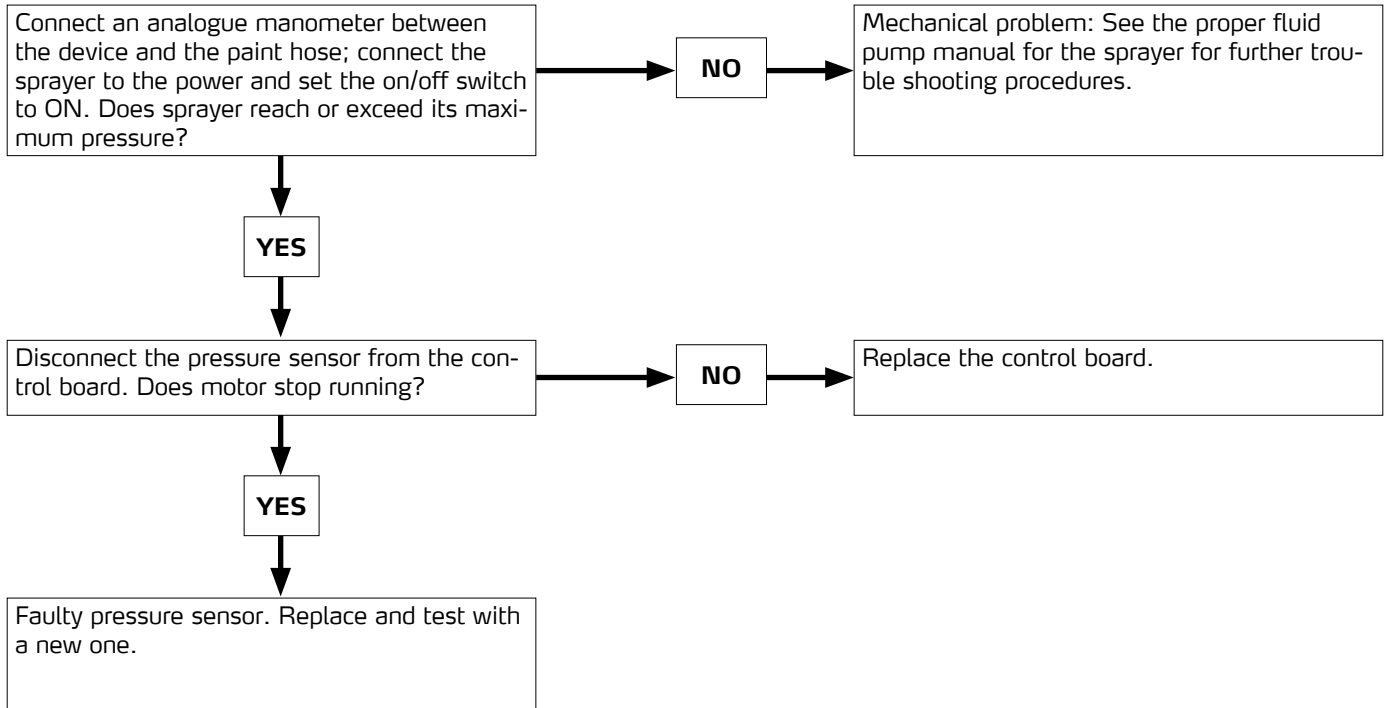 Connect an analogue manometer between
the device and the paint hose; connect the
sprayer to the power and set the on/off switch
to ON. Does sprayer reach or exceed its maxi-
mum pressure?
NO
Mechanical problem: See the proper fluid
pump manual for the sprayer for further trou-
ble shooting procedures.
YES
Disconnect the pressure sensor from the con-
trol board. Does motor stop running?
NO
Replace the control board.
YES
Faulty pressure sensor. Replace and test with
a new one.